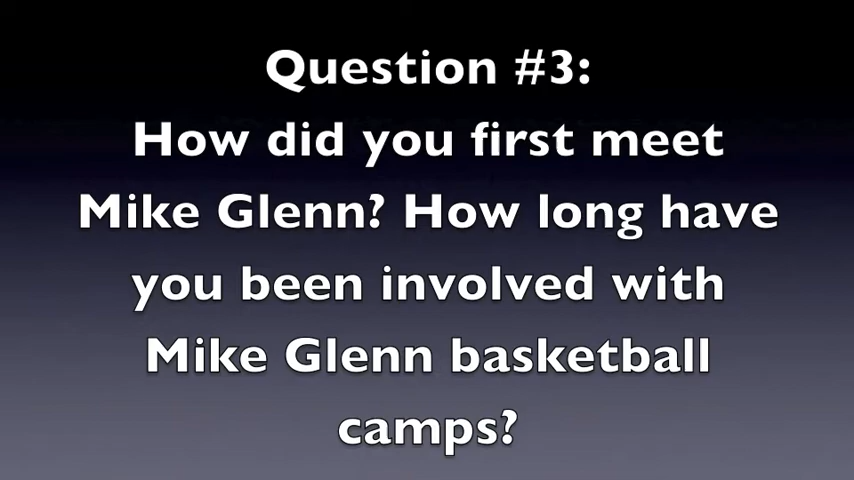 Question #3:
How did you first meet
Mike Glenn? How long have
you been involved with
Mike Glenn basketball
camps?